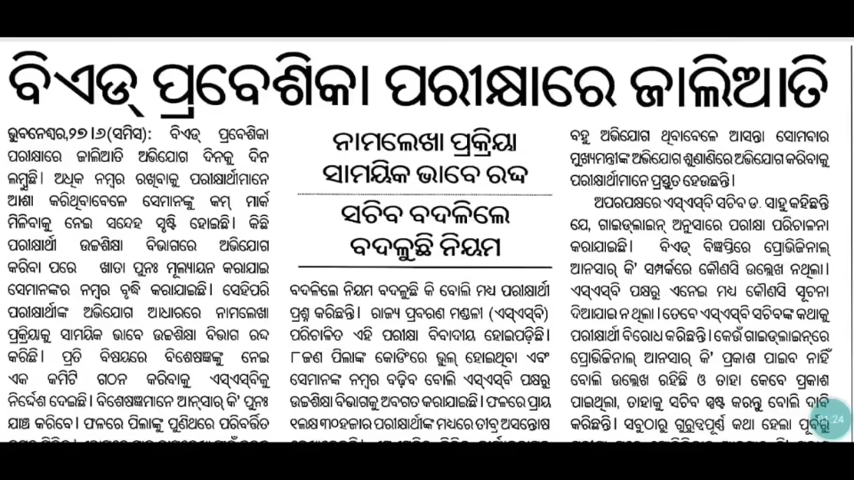 ବିଏଡ୍ ପ୍ରବେଶିକା ପରୀକ୍ଷାରେ ଜାଲିଆତି
ଭୁବନେଶ୍ୱର,୨୭।୬(ସମିସ): ବିଏଡ୍ ପ୍ରବେଶିକା
ପରୀକ୍ଷାରେ ଜାଲିଆତି ଅଭିଯୋଗ ଦିନକୁ ଦିନ
ଲମ୍ବୁଛି। ଅଧିକ ନମ୍ବର ରଖିବାକୁ ପରୀକ୍ଷାର୍ଥୀମାନେ
ଆଶା କରିଥିବାବେଳେ ସେମାନଙ୍କୁ କମ୍ ମାର୍କ
ମିଳିବାକୁ ନେଇ ସନ୍ଦେହ ସୃଷ୍ଟି ହୋଇଛି। କିଛି
ପରୀକ୍ଷାର୍ଥୀ ଉଚ୍ଚଶିକ୍ଷା ବିଭାଗରେ ଅଭିଯୋଗ
କରିବା ପରେ ଖାତା ପୁନଃ ମୂଲ୍ୟାୟନ କରାଯାଇ
ସେମାନଙ୍କର ନମ୍ବର ବୃଦ୍ଧି କରାଯାଇଛି। ସେହିପରି
ପରୀକ୍ଷାର୍ଥୀଙ୍କ ଅଭିଯୋଗ ଆଧାରରେ ନାମଲେଖା
ପ୍ରକ୍ରିୟାକୁ ସାମୟିକ ଭାବେ ଉଚ୍ଚଶିକ୍ଷା ବିଭାଗ ରଦ୍ଦ
କରିଛି। ପ୍ରତି ବିଷୟରେ ବିଶେଷଜ୍ଞଙ୍କୁ ନେଇ
ଏକ କମିଟି ଗଠନ କରିବାକୁ ଏସ୍‌ଏସ୍‌ବିକୁ
ନିର୍ଦ୍ଦେଶ ଦେଇଛି। ବିଶେଷଜ୍ଞମାନେ ଆନ୍‌ସାର୍ କି' ପୁନଃ
ଯାଞ୍ଚ କରିବେ। ଫଳରେ ପିଲାଙ୍କୁ ପୁଣିଥରେ ପରିବର୍ତିତ
ନାମଲେଖା ପ୍ରକ୍ରିୟା
ସାମୟିକ ଭାବେ ରଦ୍ଦ
ସଚିବ ବଦଳିଲେ
ବଦଳୁଛି ନିୟମ
ବଦଳିଲେ ନିୟମ ବଦଳୁଛି କି ବୋଲି ମଧ୍ୟ ପରୀକ୍ଷାର୍ଥୀ
ପ୍ରଶ୍ନ କରିଛନ୍ତି। ରାଜ୍ୟ ପ୍ରବରଣ ମଣ୍ଡଳୀ (ଏସ୍‌ଏସ୍‌ବି)
ପରିଚାଳିତ ଏହି ପରୀକ୍ଷା ବିବାଦୀୟ ହୋଇପଡ଼ିଛି।
୮ଜଣ ପିଲାଙ୍କ କୋଡିଂରେ ଭୁଲ୍ ହୋଇଥିବା ଏବଂ
ସେମାନଙ୍କ ନମ୍ବର ବଢ଼ିବ ବୋଲି ଏସ୍‌ଏସ୍‌ବି ପକ୍ଷରୁ
ଉଚ୍ଚଶିକ୍ଷା ବିଭାଗକୁ ଅବଗତ କରାଯାଇଛି। ଫଳରେ ପ୍ରାୟ
୧ଲକ୍ଷ ୩୦ହଜାର ପରୀକ୍ଷାର୍ଥୀଙ୍କ ମଧ୍ୟରେ ତୀବ୍ର ଅସନ୍ତୋଷ
ବହୁ ଅଭିଯୋଗ ଥିବାବେଳେ ଆସନ୍ତା ସୋମବାର
ମୁଖ୍ୟମନ୍ତ୍ରୀଙ୍କ ଅଭିଯୋଗ ଶୁଣାଣିରେ ଅଭିଯୋଗ କରିବାକୁ
ପରୀକ୍ଷାର୍ଥୀମାନେ ପ୍ରସ୍ତୁତ ହେଉଛନ୍ତି।
ଅପରପକ୍ଷରେ ଏସ୍‌ଏସ୍‌ବି ସଚିବ ଡ. ସାହୁ କହିଛନ୍ତି
ଯେ, ଗାଇଡ୍‌ଲାଇନ୍ ଅନୁସାରେ ପରୀକ୍ଷା ପରିଚାଳନା
କରାଯାଇଛି। ବିଏଡ୍ ବିଜ୍ଞପ୍ତିରେ ପ୍ରୋଭିଜିନାଲ୍
ଆନସାର୍ କି' ସମ୍ପର୍କରେ କୌଣସି ଉଲ୍ଲେଖ ନଥିଲା।
ଏସ୍‌ଏସ୍‌ବି ପକ୍ଷରୁ ଏନେଇ ମଧ୍ୟ କୌଣସି ସୂଚନା
ଦିଆଯାଇ ନ ଥିଲା। ତେବେ ଏସ୍‌ଏସ୍‌ବି ସଚିବଙ୍କ କଥାକୁ
ପରୀକ୍ଷାର୍ଥୀ ବିରୋଧ କରିଛନ୍ତି। କେଉଁ ଗାଇଡ୍‌ଲାଇନ୍‌ରେ
ପ୍ରୋଭିଜିନାଲ୍ ଆନସାର୍ କି' ପ୍ରକାଶ ପାଇବ ନାହିଁ
ବୋଲି ଉଲ୍ଲେଖ ରହିଛି ଓ ତାହା କେବେ ପ୍ରକାଶ
ପାଇଥିଲା, ତାହାକୁ ସଚିବ ସ୍ପଷ୍ଟ କରନ୍ତୁ ବୋଲି ଦାବି
କରିଛନ୍ତି। ସବୁଠାରୁ ଗୁରୁତ୍ୱପୂର୍ଣ୍ଣ କଥା ହେଲା ପୂର୍ବରୁ